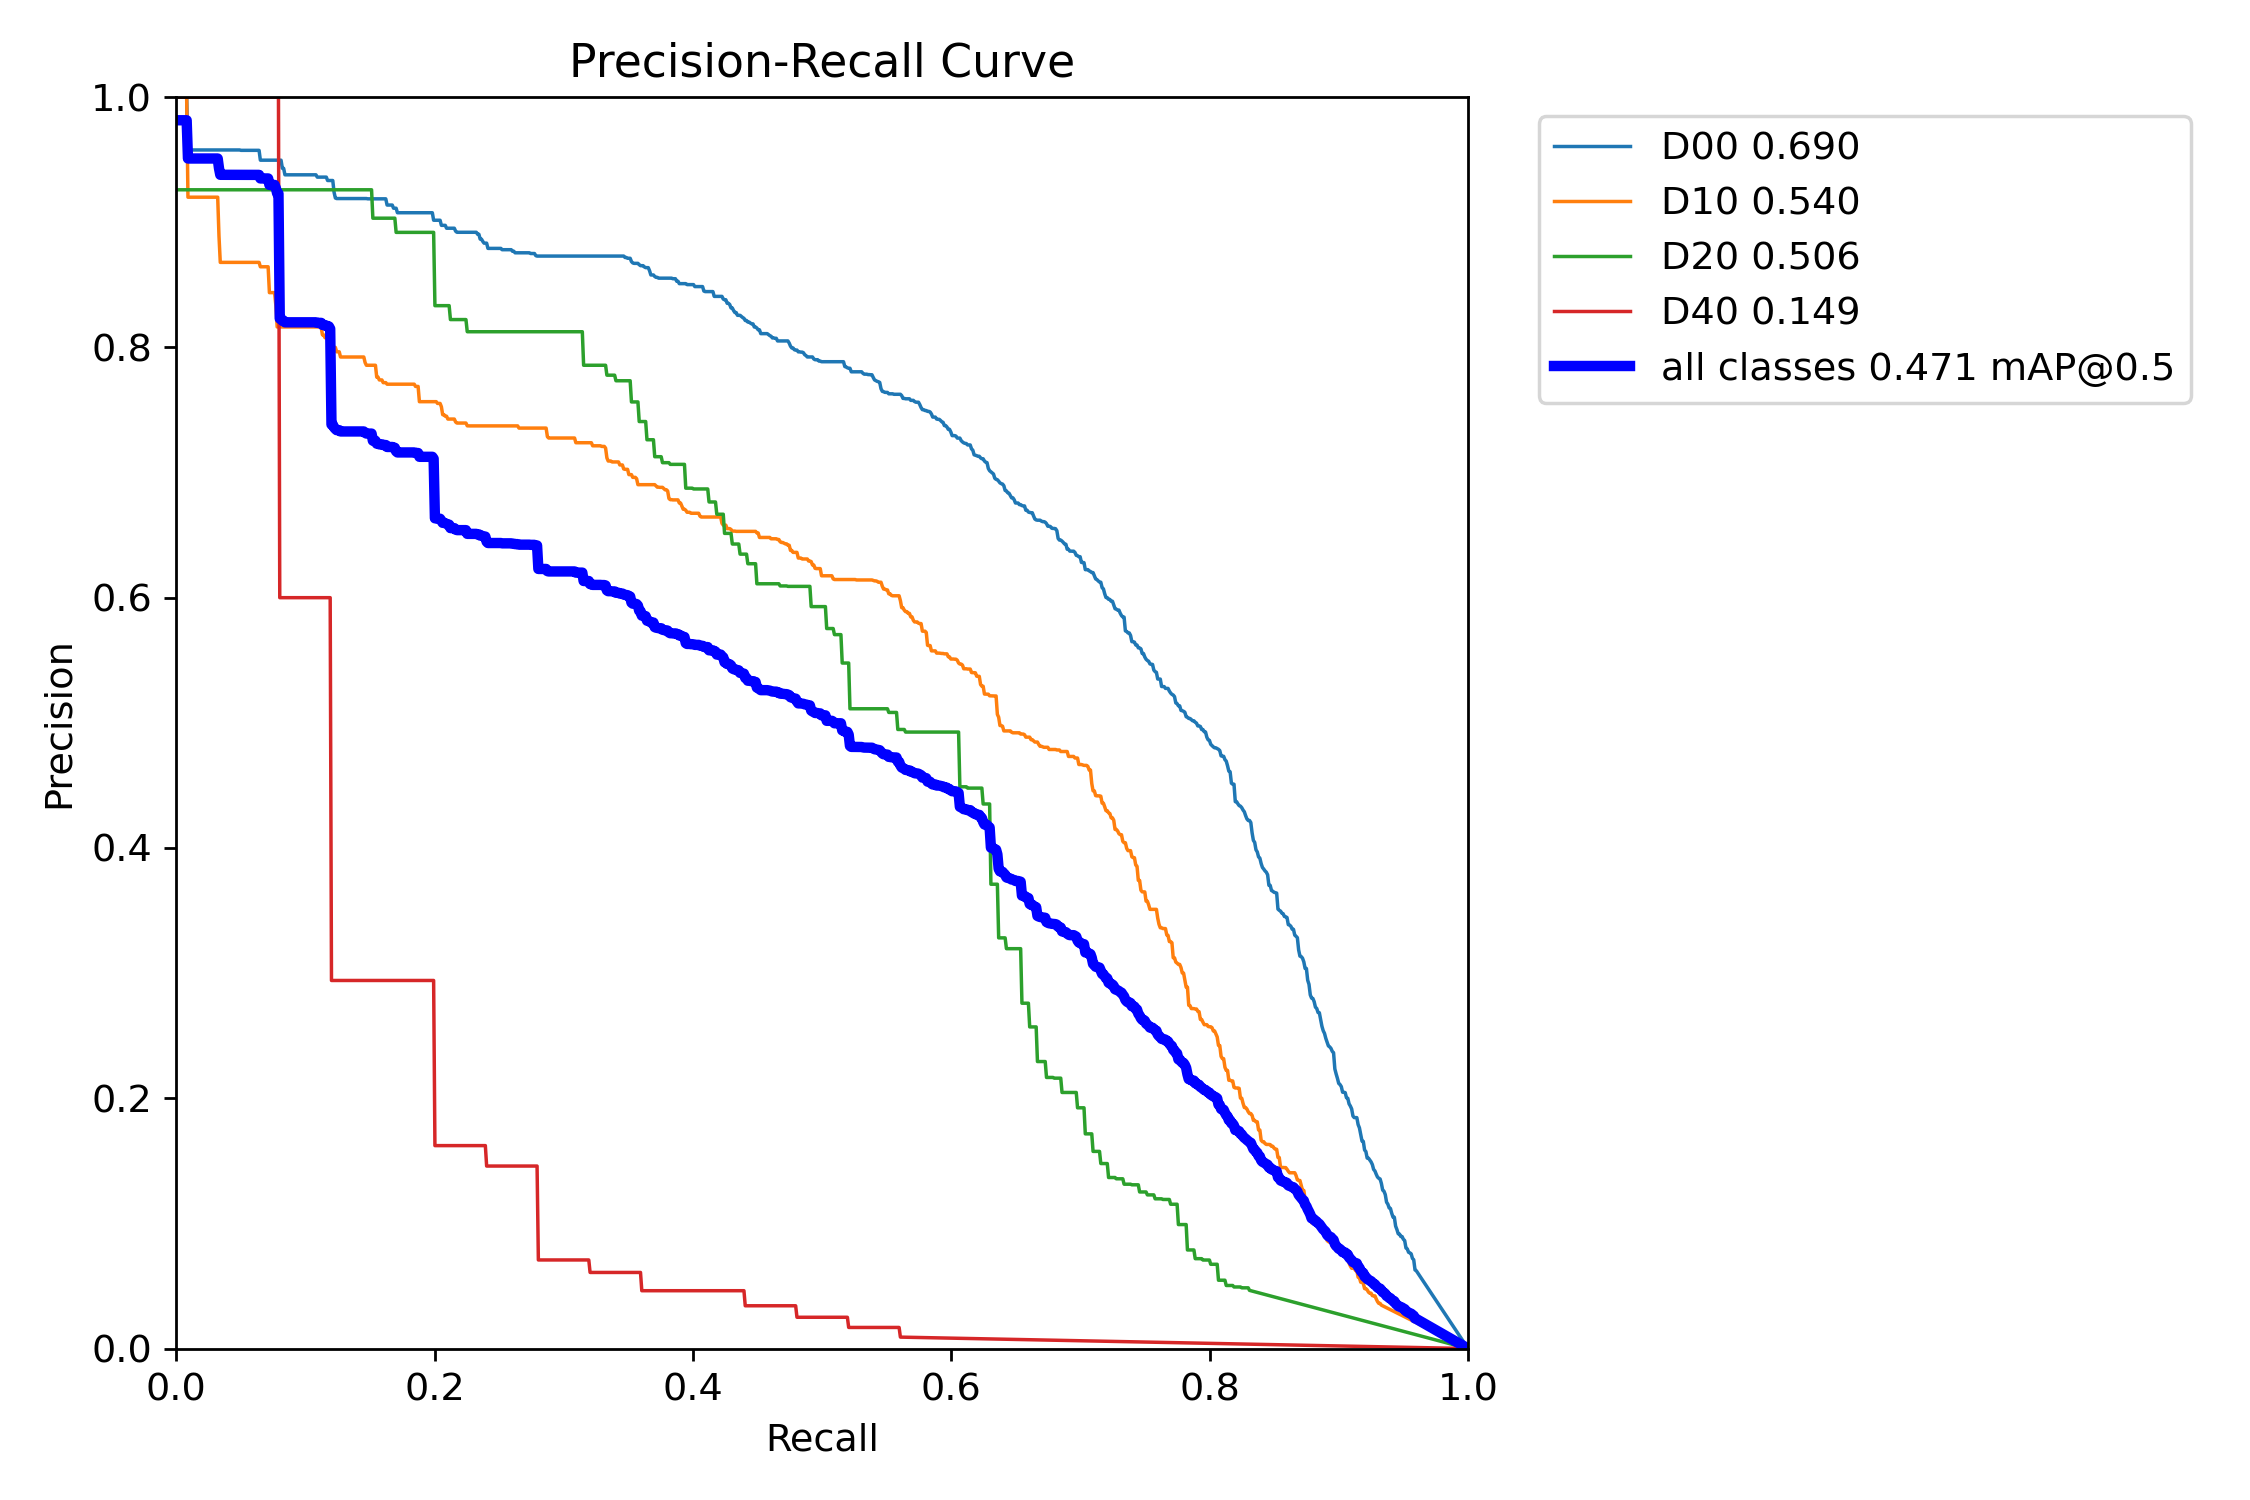 Precision-Recall Curve
1.0
0.8
0.6
0.4
0.2
0.0
Precision
0.0 0.2 0.4 0.6 0.8 1.0
Recall
D00 0.690
D10 0.540
D20 0.506
D40 0.149
all classes 0.471 mAP@0.5